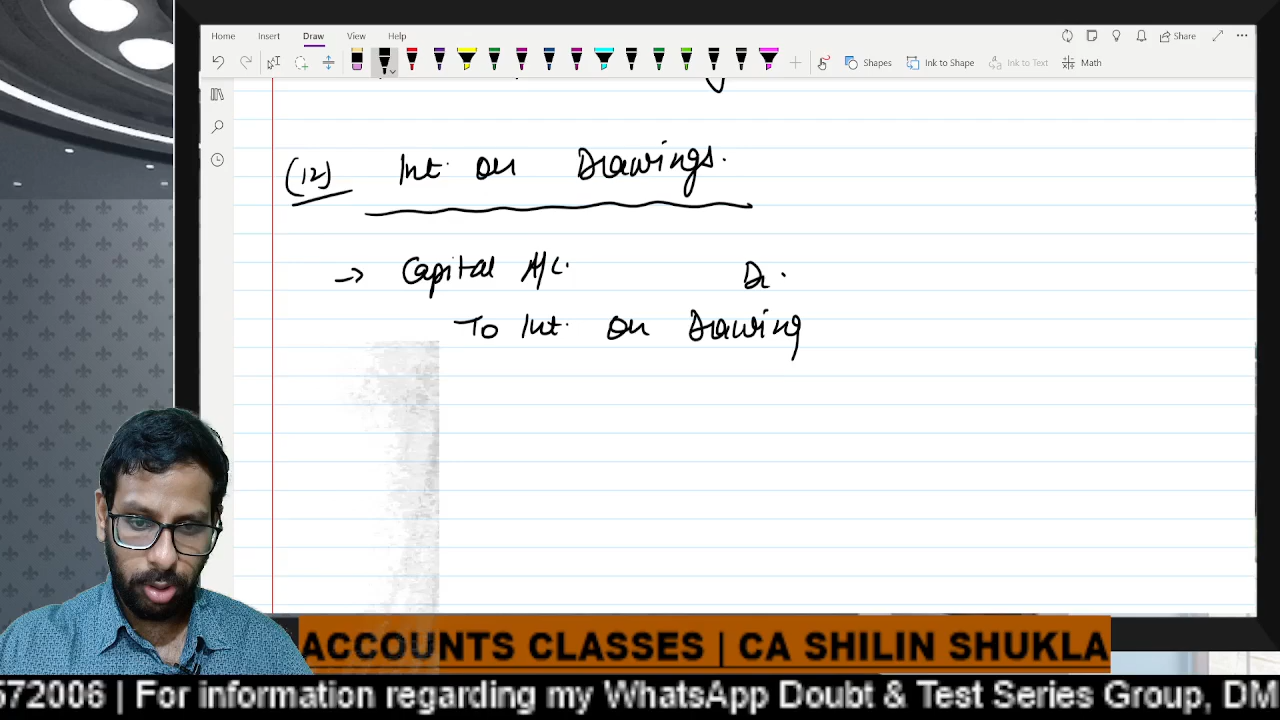 Home Insert Draw View Help
Share
Shapes Ink to Shape Ink to Text Math
(12) Int. on Drawings.
→ Capital A/c. Dr.
To Int. on Drawing
ACCOUNTS CLASSES | CA SHILIN SHUKLA
572006 | For information regarding my WhatsApp Doubt & Test Series Group, DM